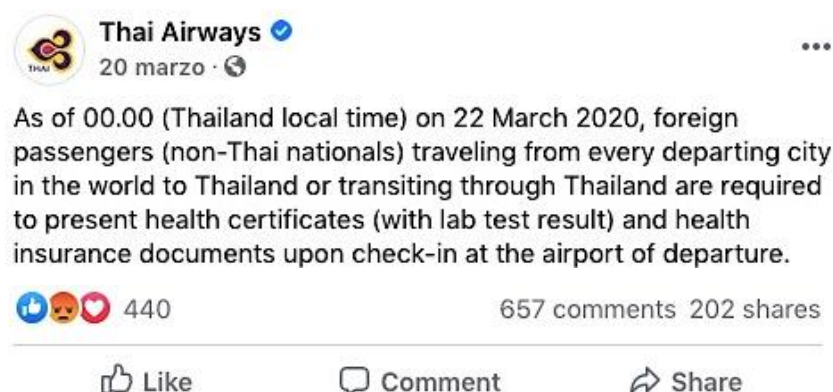 Thai Airways
20 marzo ·
THAI
As of 00.00 (Thailand local time) on 22 March 2020, foreign
passengers (non-Thai nationals) traveling from every departing city
in the world to Thailand or transiting through Thailand are required
to present health certificates (with lab test result) and health
insurance documents upon check-in at the airport of departure.
440 657 comments 202 shares
Like Comment Share